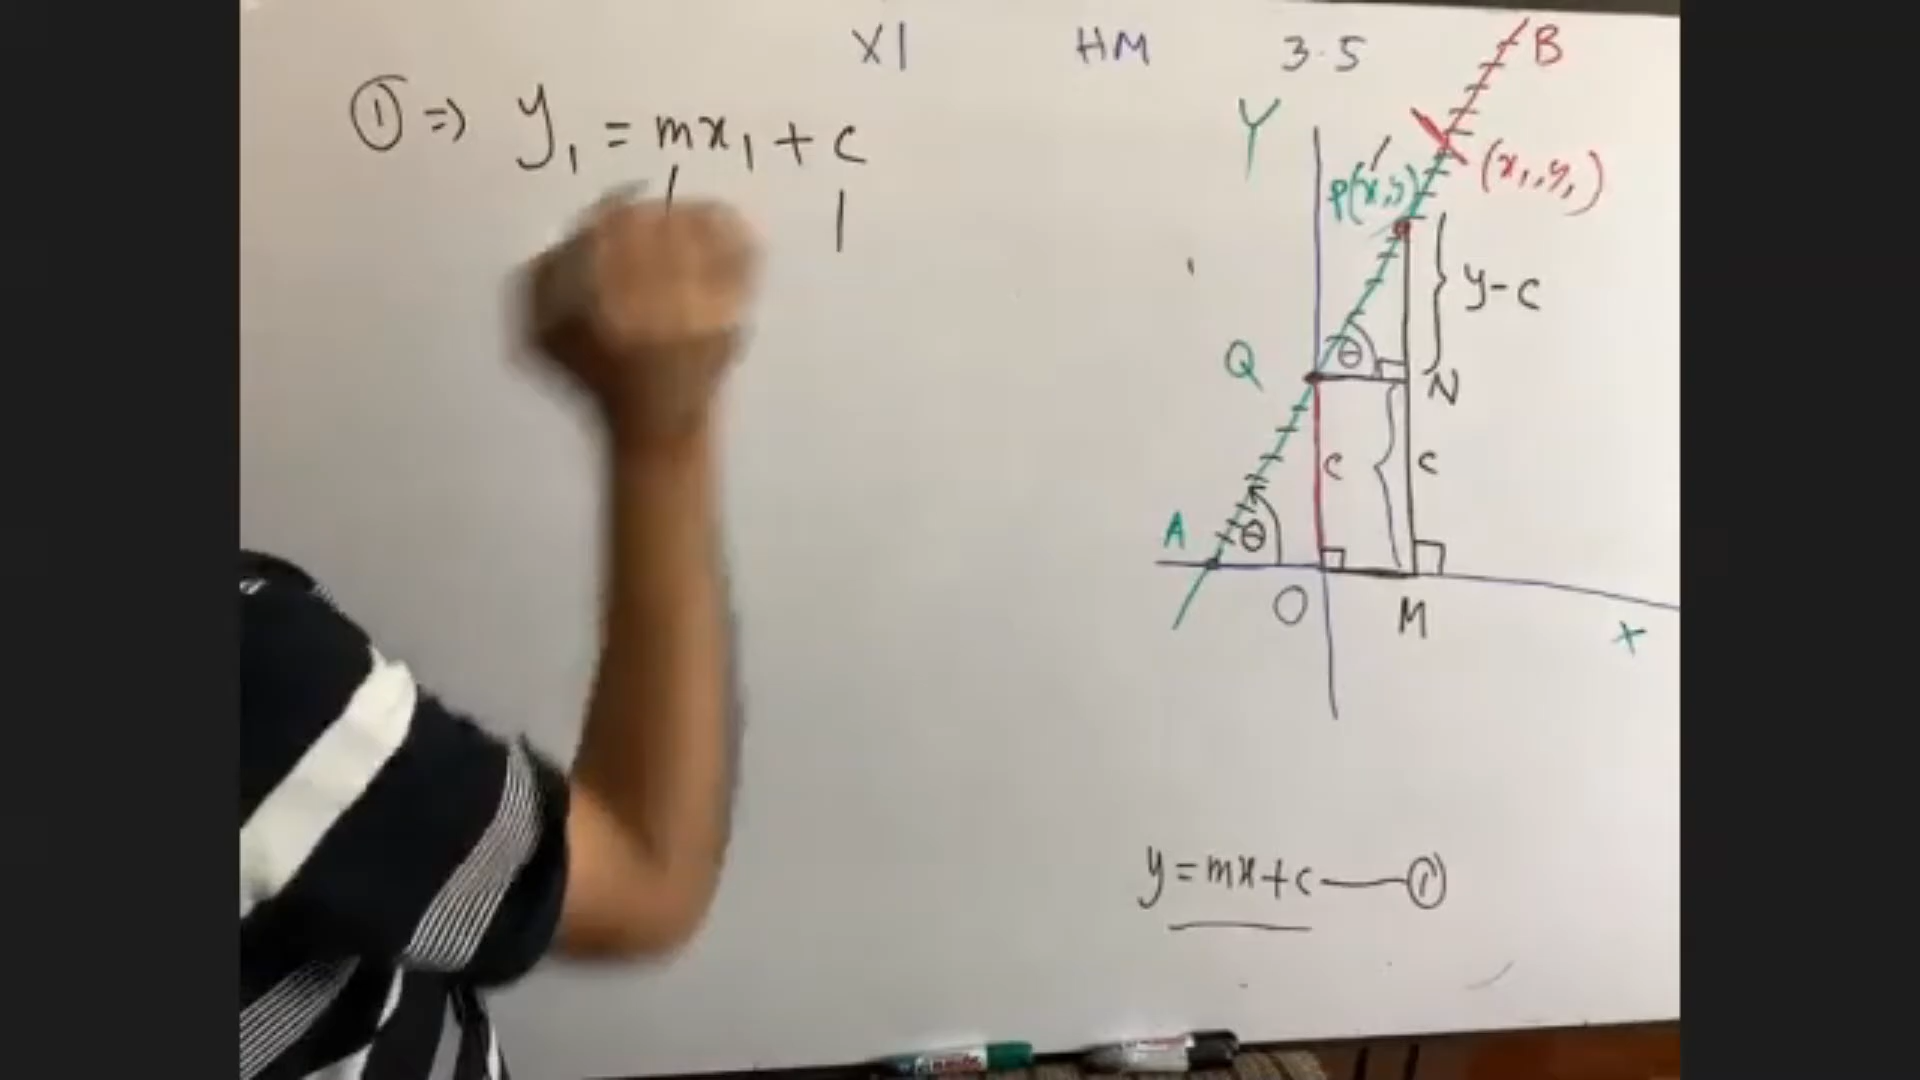 XI HM 3.5
① ⇒ y₁ = mx₁ + c
B
Y
P(x,y)
(x₁,y₁)
y-c
θ
Q
N
c
c
A
θ
O
M
x
y = mx + c — ①